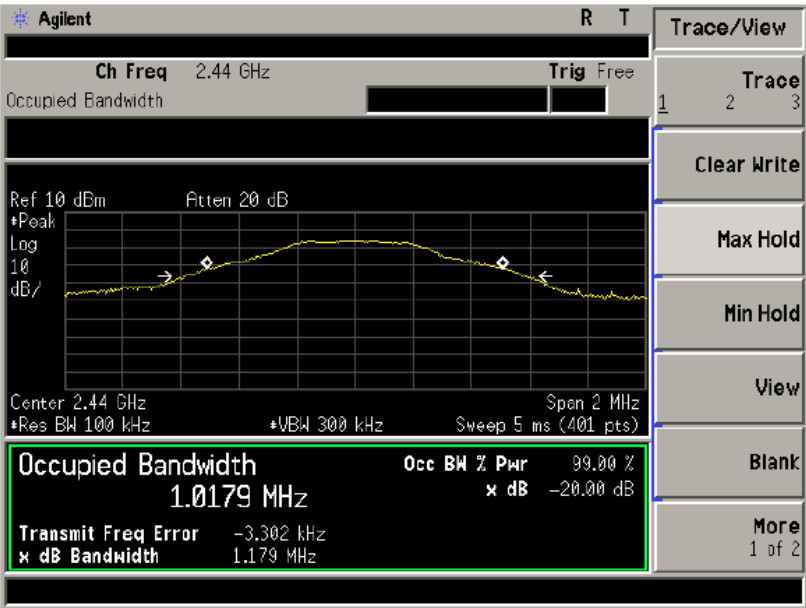 Agilent R T
Ch Freq 2.44 GHz Trig Free
Occupied Bandwidth
Ref 10 dBm Atten 20 dB
*Peak
Log
10
dB/
Center 2.44 GHz Span 2 MHz
*Res BW 100 kHz *VBW 300 kHz Sweep 5 ms (401 pts)
Occupied Bandwidth Occ BW % Pwr 99.00 %
1.0179 MHz x dB -20.00 dB
Transmit Freq Error -3.302 kHz
x dB Bandwidth 1.179 MHz
Trace/View
Trace
1 2 3
Clear Write
Max Hold
Min Hold
View
Blank
More
1 of 2